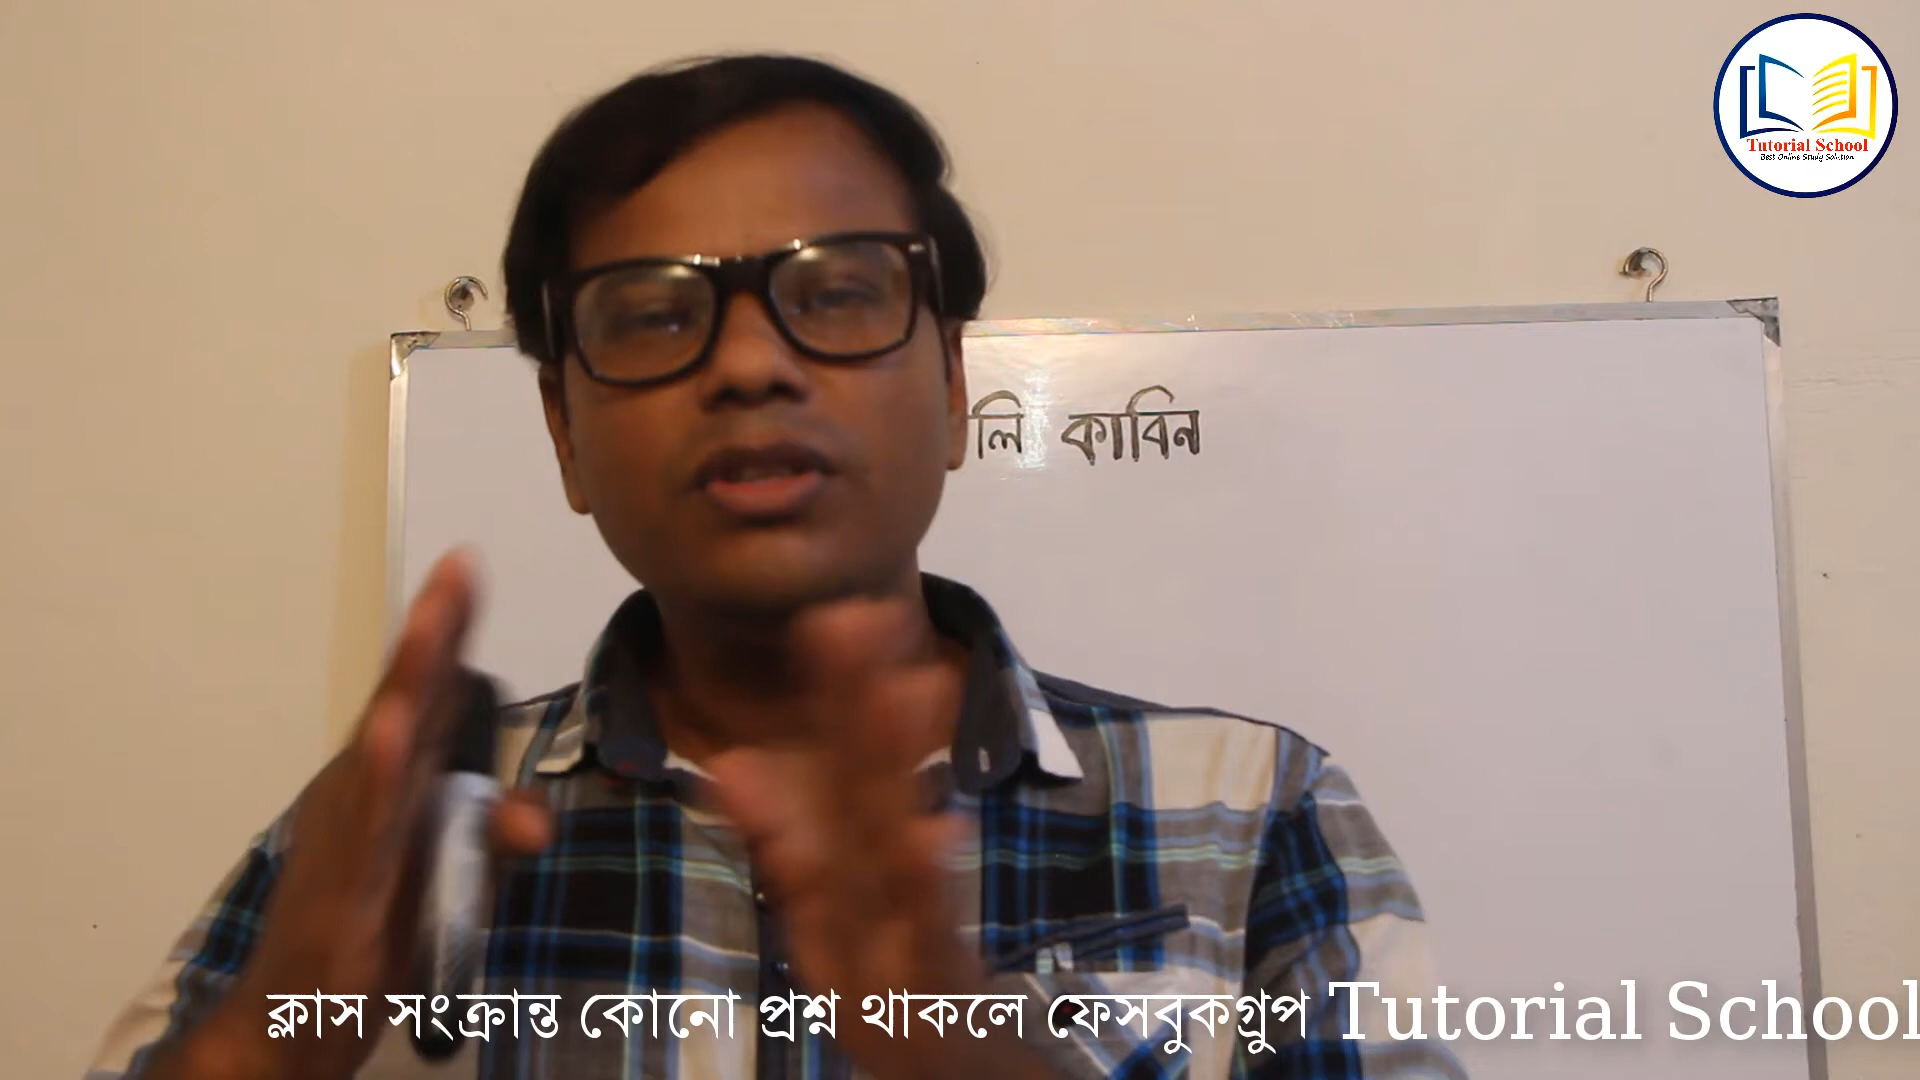 Tutorial School
Best Online Study Solution
লি কাবিন
ক্লাস সংক্রান্ত কোনো প্রশ্ন থাকলে ফেসবুকগ্রুপ Tutorial School